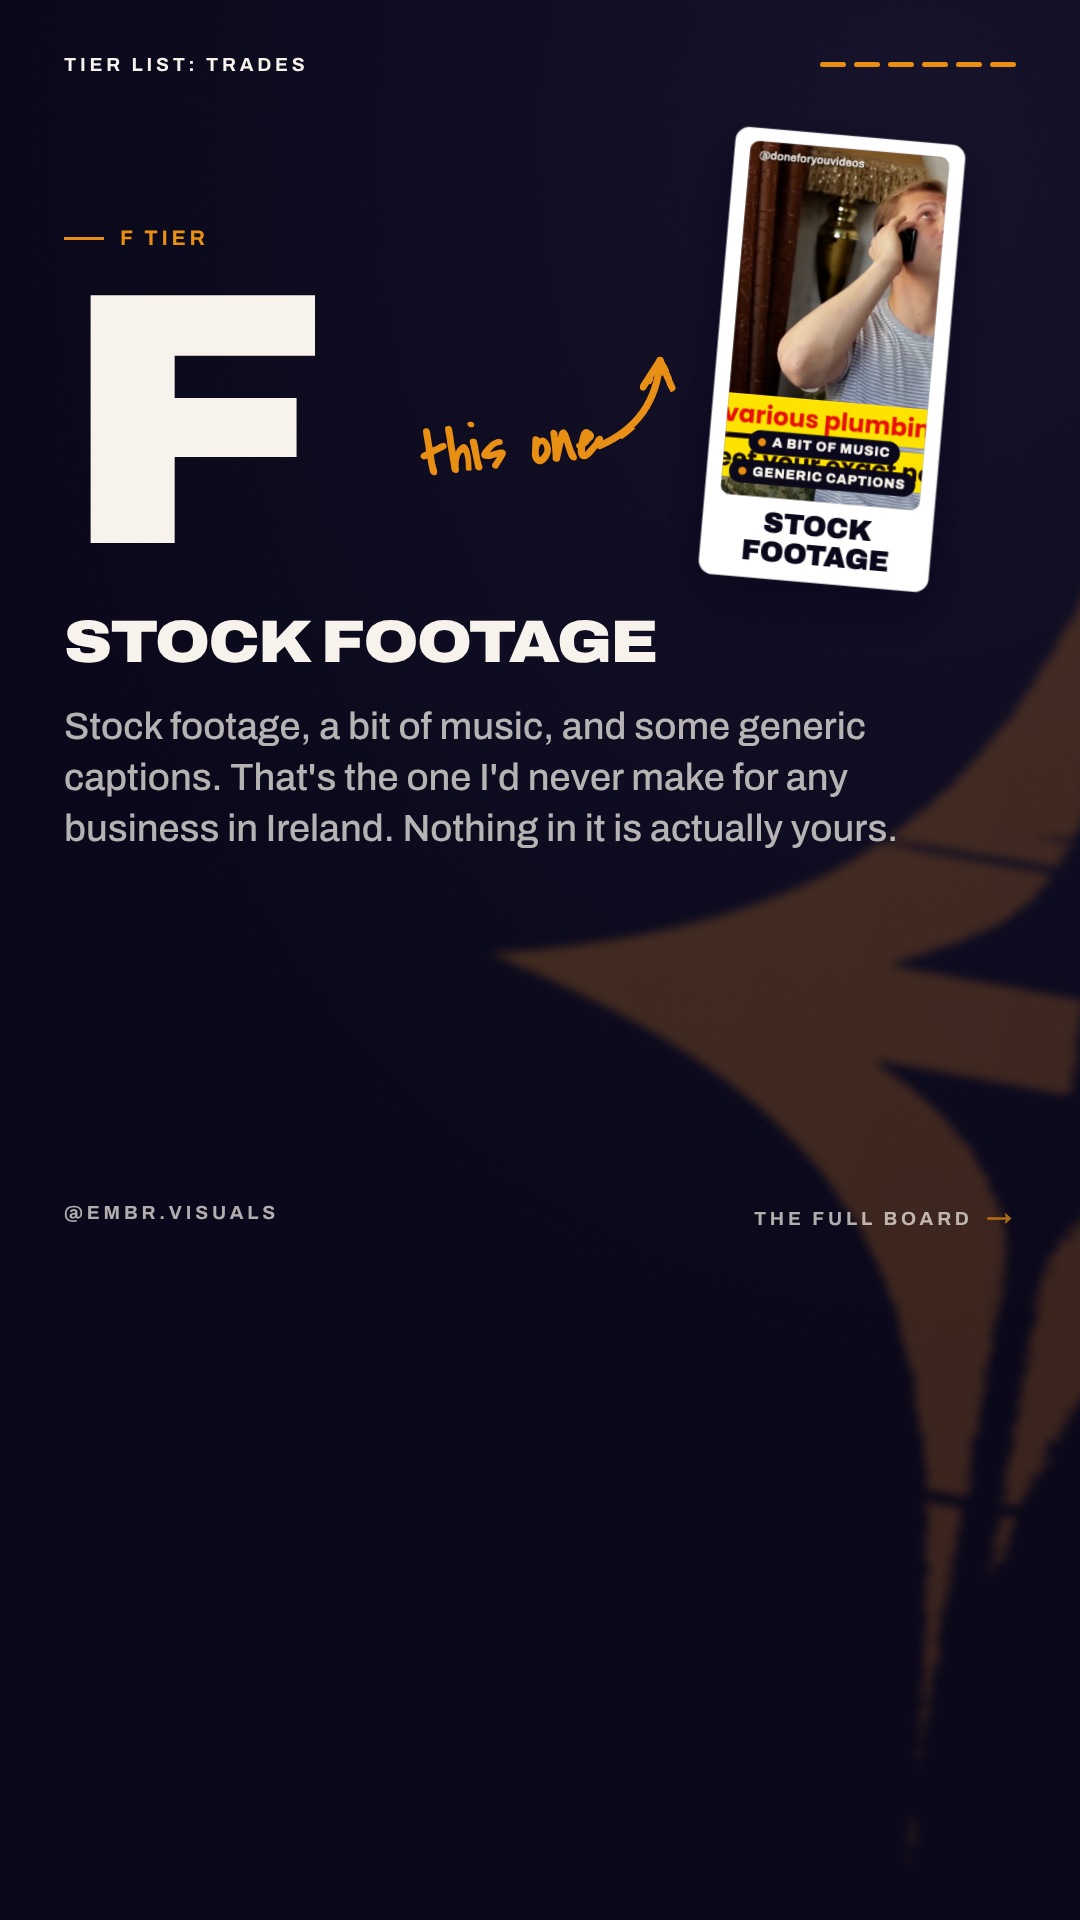 TIER LIST: TRADES
@doneforyouvideos
F TIER
F
this one
various plumbin
A BIT OF MUSIC
GENERIC CAPTIONS
STOCK
FOOTAGE
STOCK FOOTAGE
Stock footage, a bit of music, and some generic
captions. That's the one I'd never make for any
business in Ireland. Nothing in it is actually yours.
@EMBR.VISUALS
THE FULL BOARD →